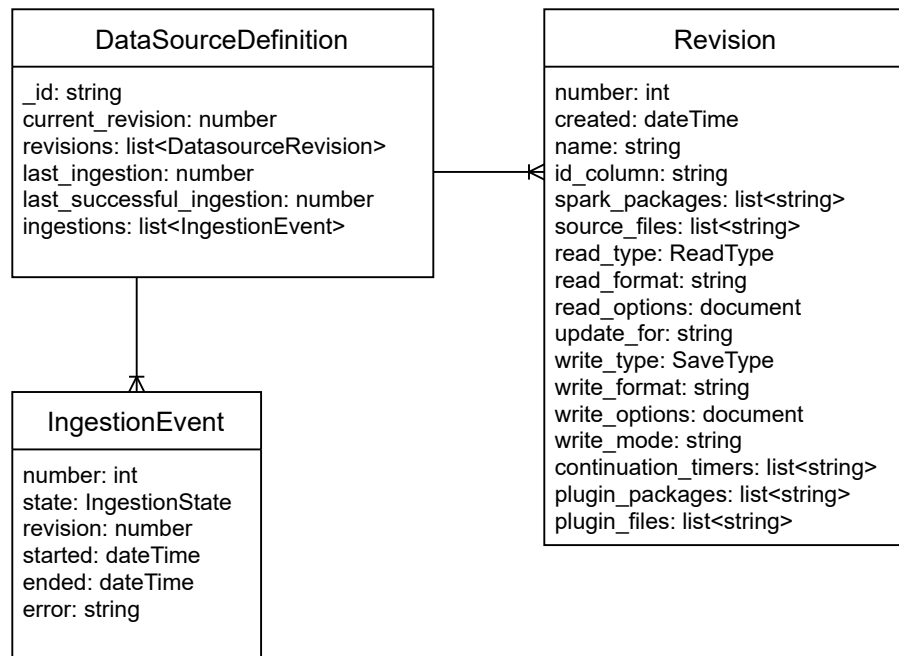 DataSourceDefinition
_id: string
current_revision: number
revisions: list<DatasourceRevision>
last_ingestion: number
last_successful_ingestion: number
ingestions: list<IngestionEvent>
Revision
number: int
created: dateTime
name: string
id_column: string
spark_packages: list<string>
source_files: list<string>
read_type: ReadType
read_format: string
read_options: document
update_for: string
write_type: SaveType
write_format: string
write_options: document
write_mode: string
continuation_timers: list<string>
plugin_packages: list<string>
plugin_files: list<string>
IngestionEvent
number: int
state: IngestionState
revision: number
started: dateTime
ended: dateTime
error: string